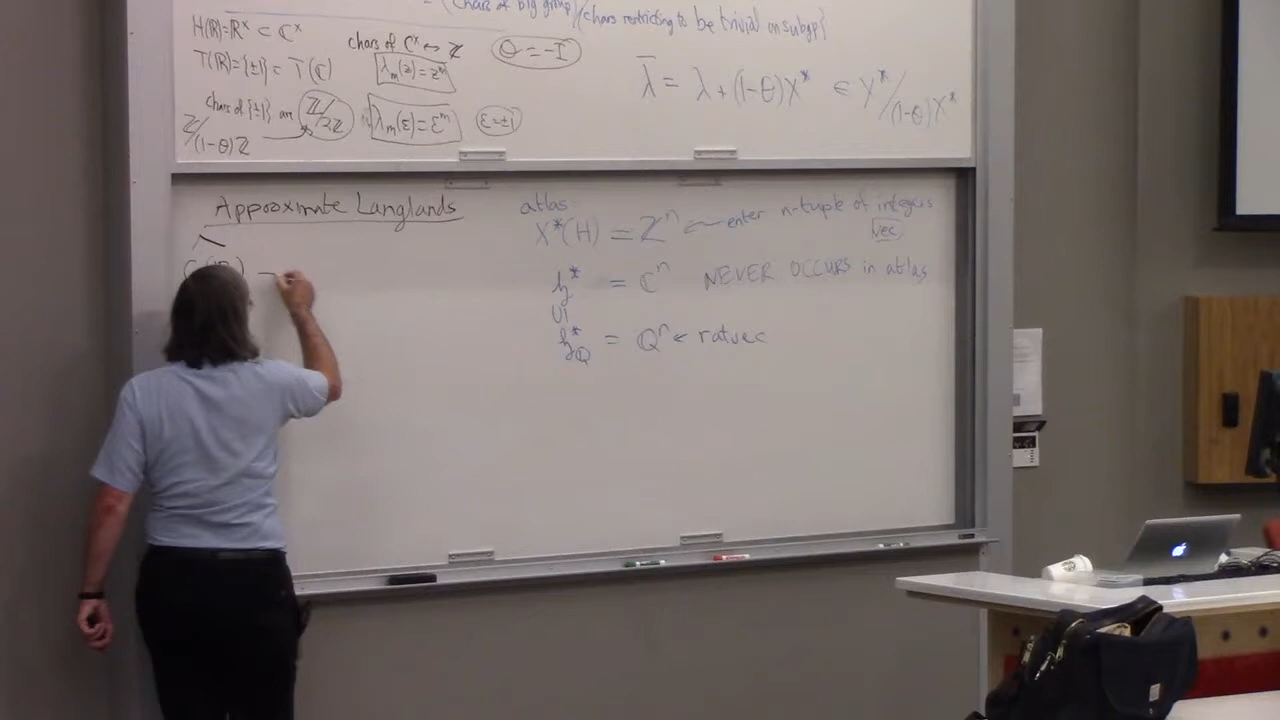 = (chars of big group)/chars restricting to be trivial on subgp}
H(ℝ)=ℝ^x ⊂ ℂ^x
T(ℝ)={±1} = T(ℂ)
chars of ℂ^x ↔ ℤ
λ_m(z)=z^m
θ = -I
chars of {±1} are ℤ/2ℤ
ℤ/(1-θ)ℤ
λ_m(ε)=ε^m
ε=±1
λ̄ = λ + (1-θ)X* ∈ X*/(1-θ)X*
Approximate Langlands
atlas:
X*(H) = ℤ^n ← enter n-tuple of integers
vec
h* = ℂ^n NEVER OCCURS in atlas
∪I
h*_ℚ = ℚ^n ← ratvec